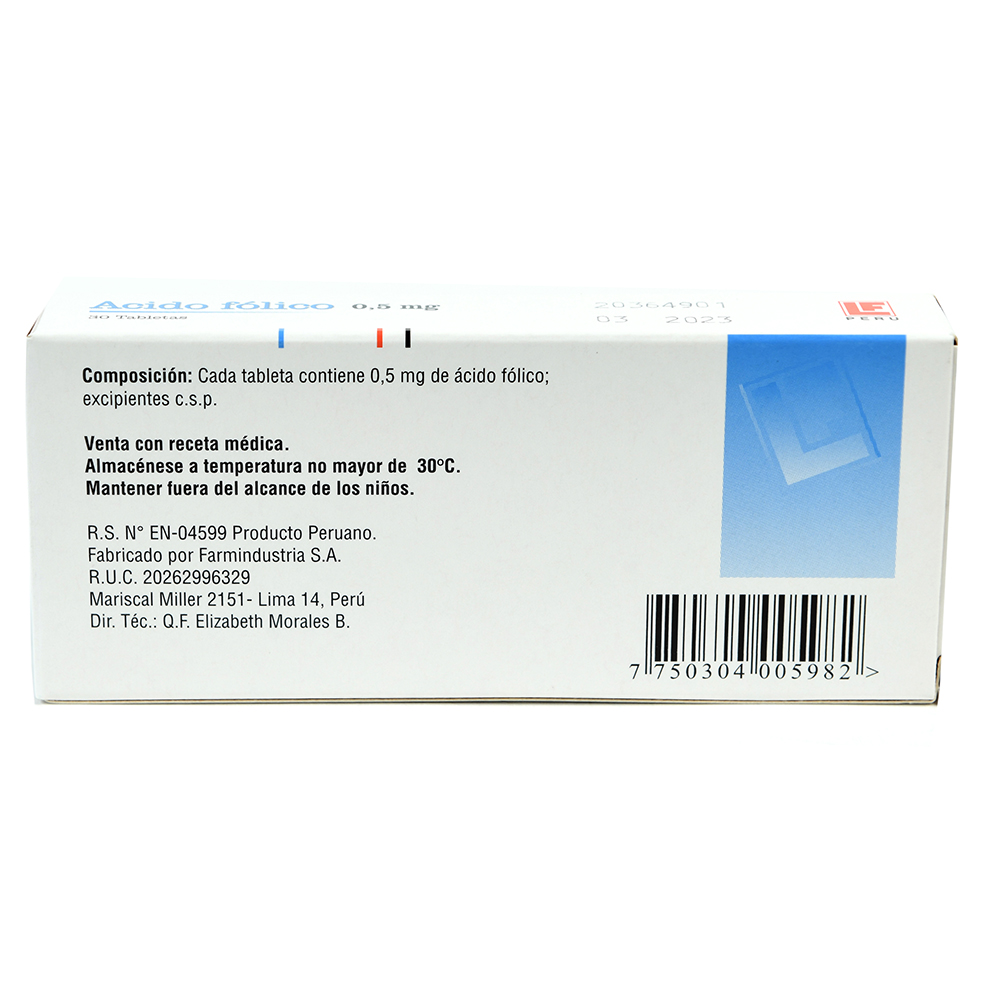 Acido fólico 0,5 mg
30 Tabletas
20364901
03 2023
LF
PERU
Composición: Cada tableta contiene 0,5 mg de ácido fólico;
excipientes c.s.p.
Venta con receta médica.
Almacénese a temperatura no mayor de 30ºC.
Mantener fuera del alcance de los niños.
R.S. N° EN-04599 Producto Peruano.
Fabricado por Farmindustria S.A.
R.U.C. 20262996329
Mariscal Miller 2151- Lima 14, Perú
Dir. Téc.: Q.F. Elizabeth Morales B.
7 750304 005982 >